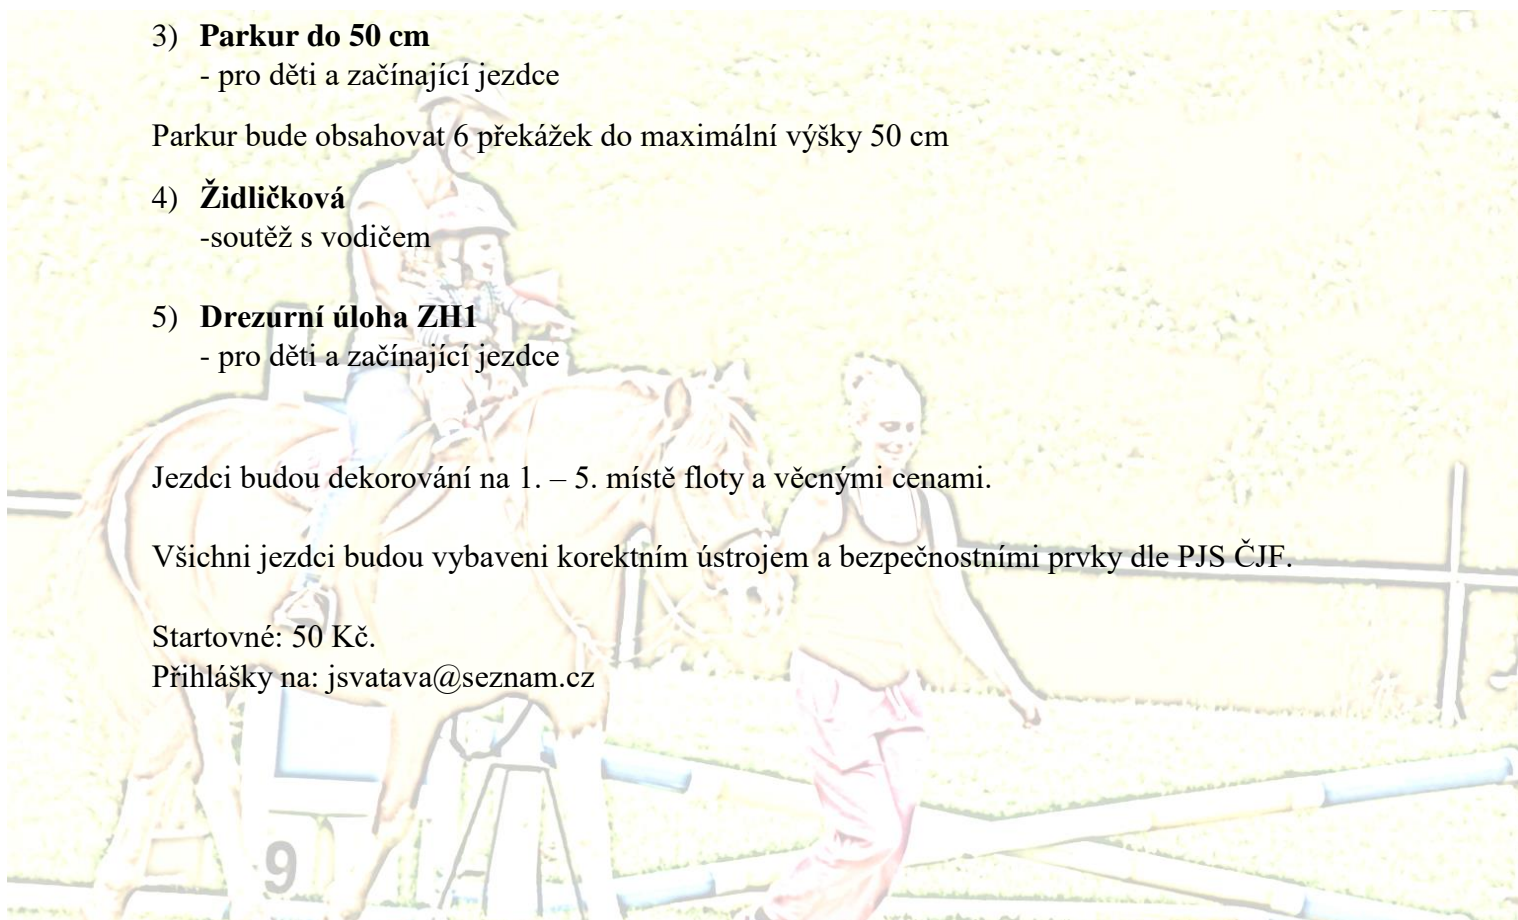 3) Parkur do 50 cm
- pro děti a začínající jezdce
Parkur bude obsahovat 6 překážek do maximální výšky 50 cm
4) Židličková
-soutěž s vodičem
5) Drezurní úloha ZH1
- pro děti a začínající jezdce
Jezdci budou dekorování na 1. – 5. místě floty a věcnými cenami.
Všichni jezdci budou vybaveni korektním ústrojem a bezpečnostními prvky dle PJS ČJF.
Startovné: 50 Kč.
Přihlášky na: jsvatava@seznam.cz
9